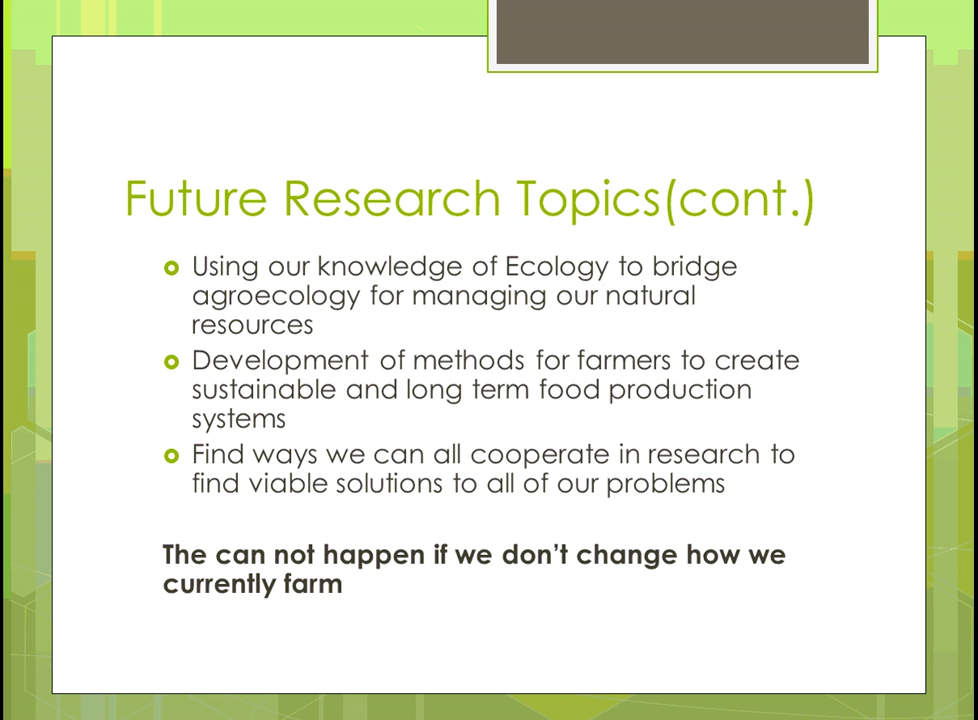 Future Research Topics(cont.)
Using our knowledge of Ecology to bridge
agroecology for managing our natural
resources
Development of methods for farmers to create
sustainable and long term food production
systems
Find ways we can all cooperate in research to
find viable solutions to all of our problems
The can not happen if we don't change how we
currently farm